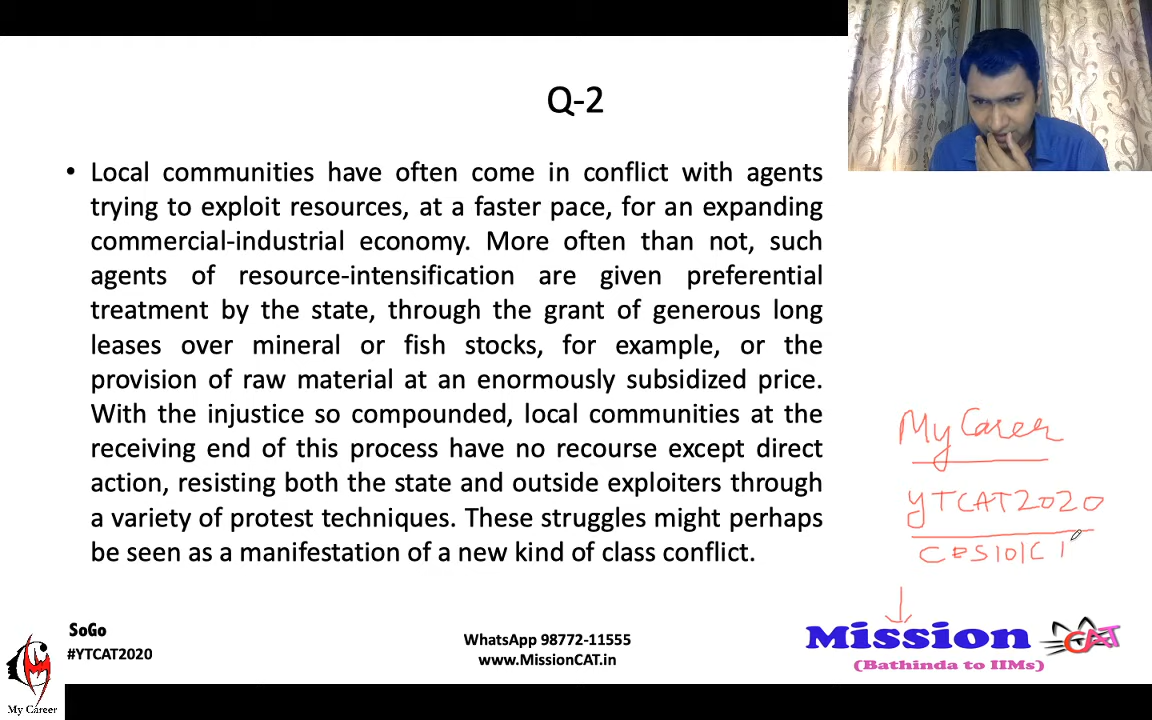 Q-2
• Local communities have often come in conflict with agents
trying to exploit resources, at a faster pace, for an expanding
commercial-industrial economy. More often than not, such
agents of resource-intensification are given preferential
treatment by the state, through the grant of generous long
leases over mineral or fish stocks, for example, or the
provision of raw material at an enormously subsidized price.
With the injustice so compounded, local communities at the
receiving end of this process have no recourse except direct
action, resisting both the state and outside exploiters through
a variety of protest techniques. These struggles might perhaps
be seen as a manifestation of a new kind of class conflict.
My Career
YTCAT2020
SoGo
#YTCAT2020
My Career
WhatsApp 98772-11555
www.MissionCAT.in
Mission CAT
(Bathinda to IIMs)